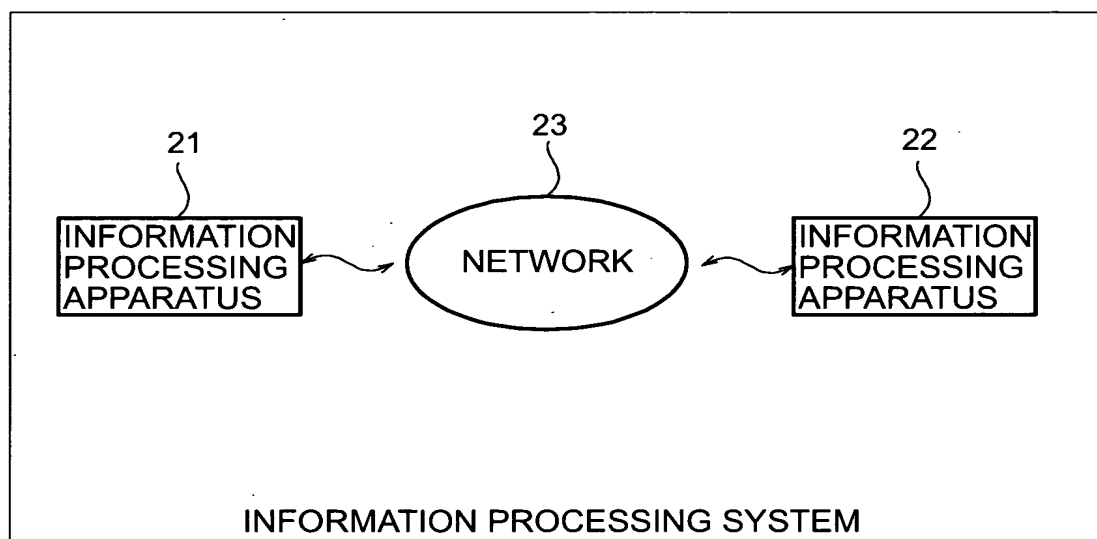 21
23
22
INFORMATION
PROCESSING
APPARATUS
NETWORK
INFORMATION
PROCESSING
APPARATUS
INFORMATION PROCESSING SYSTEM